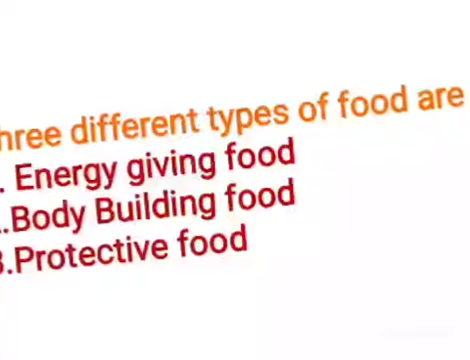 hree different types of food are
. Energy giving food
.Body Building food
3.Protective food